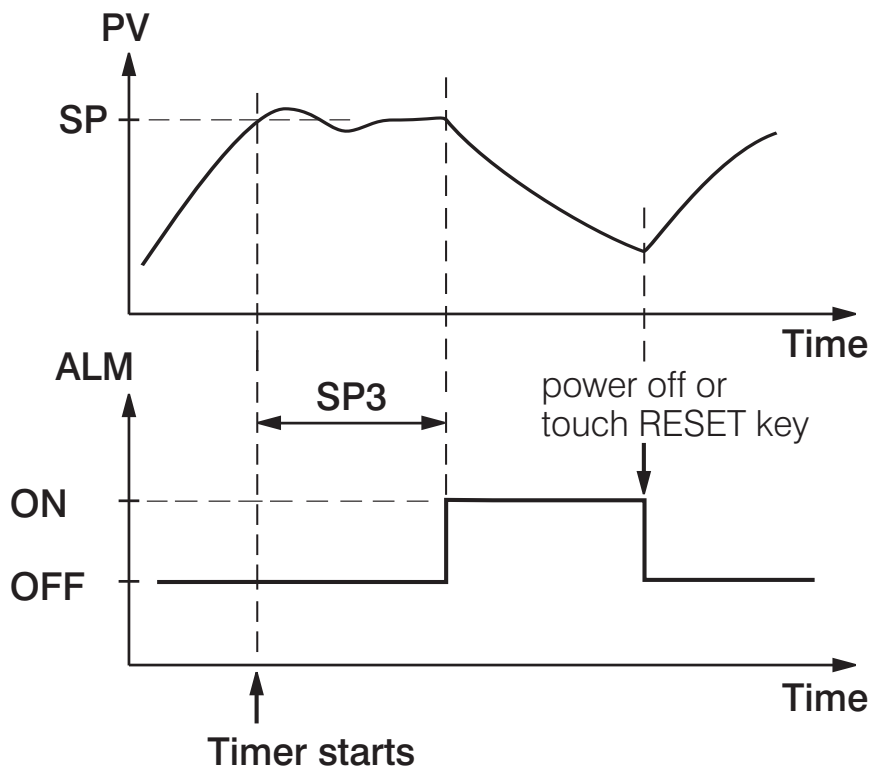 PV
SP
Time
ALM
SP3
power off or
touch RESET key
ON
OFF
Time
Timer starts